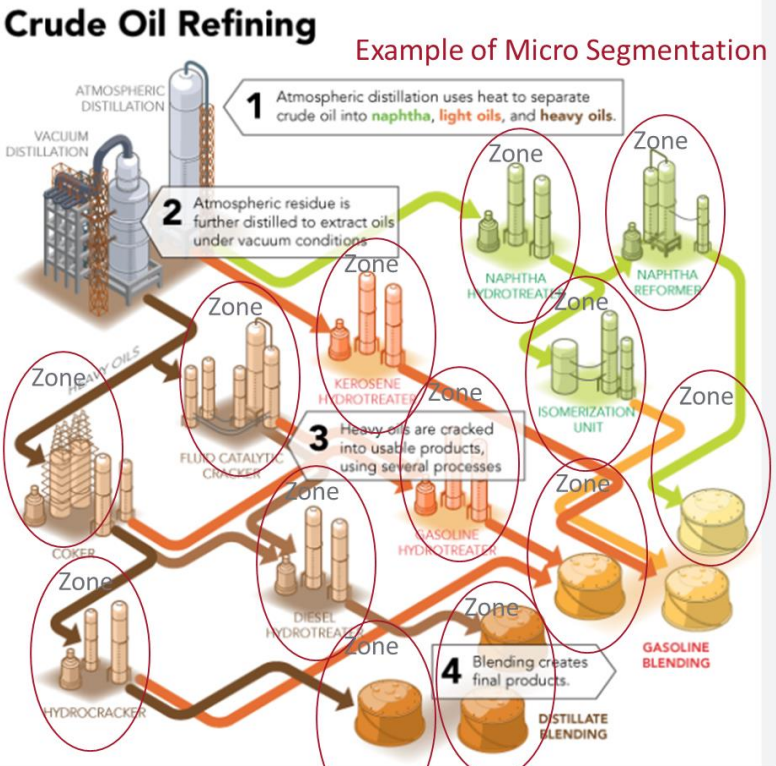 Crude Oil Refining
Example of Micro Segmentation
ATMOSPHERIC
DISTILLATION
1
Atmospheric distillation uses heat to separate
crude oil into naphtha, light oils, and heavy oils.
VACUUM
DISTILLATION
2
Atmospheric residue is
further distilled to extract oils
under vacuum conditions
Zone
Zone
NAPHTHA
HYDROTREATER
NAPHTHA
REFORMER
Zone
Zone
Zone
HEAVY OILS
Zone
KEROSENE
HYDROTREATER
Zone
Zone
ISOMERIZATION
UNIT
3
Heavy oils are cracked
into usable products,
using several processes
FLUID CATALYTIC
CRACKER
Zone
Zone
GASOLINE
HYDROTREATER
COKER
Zone
DIESEL
HYDROTREATER
Zone
Zone
GASOLINE
BLENDING
4
Blending creates
final products.
HYDROCRACKER
DISTILLATE
BLENDING